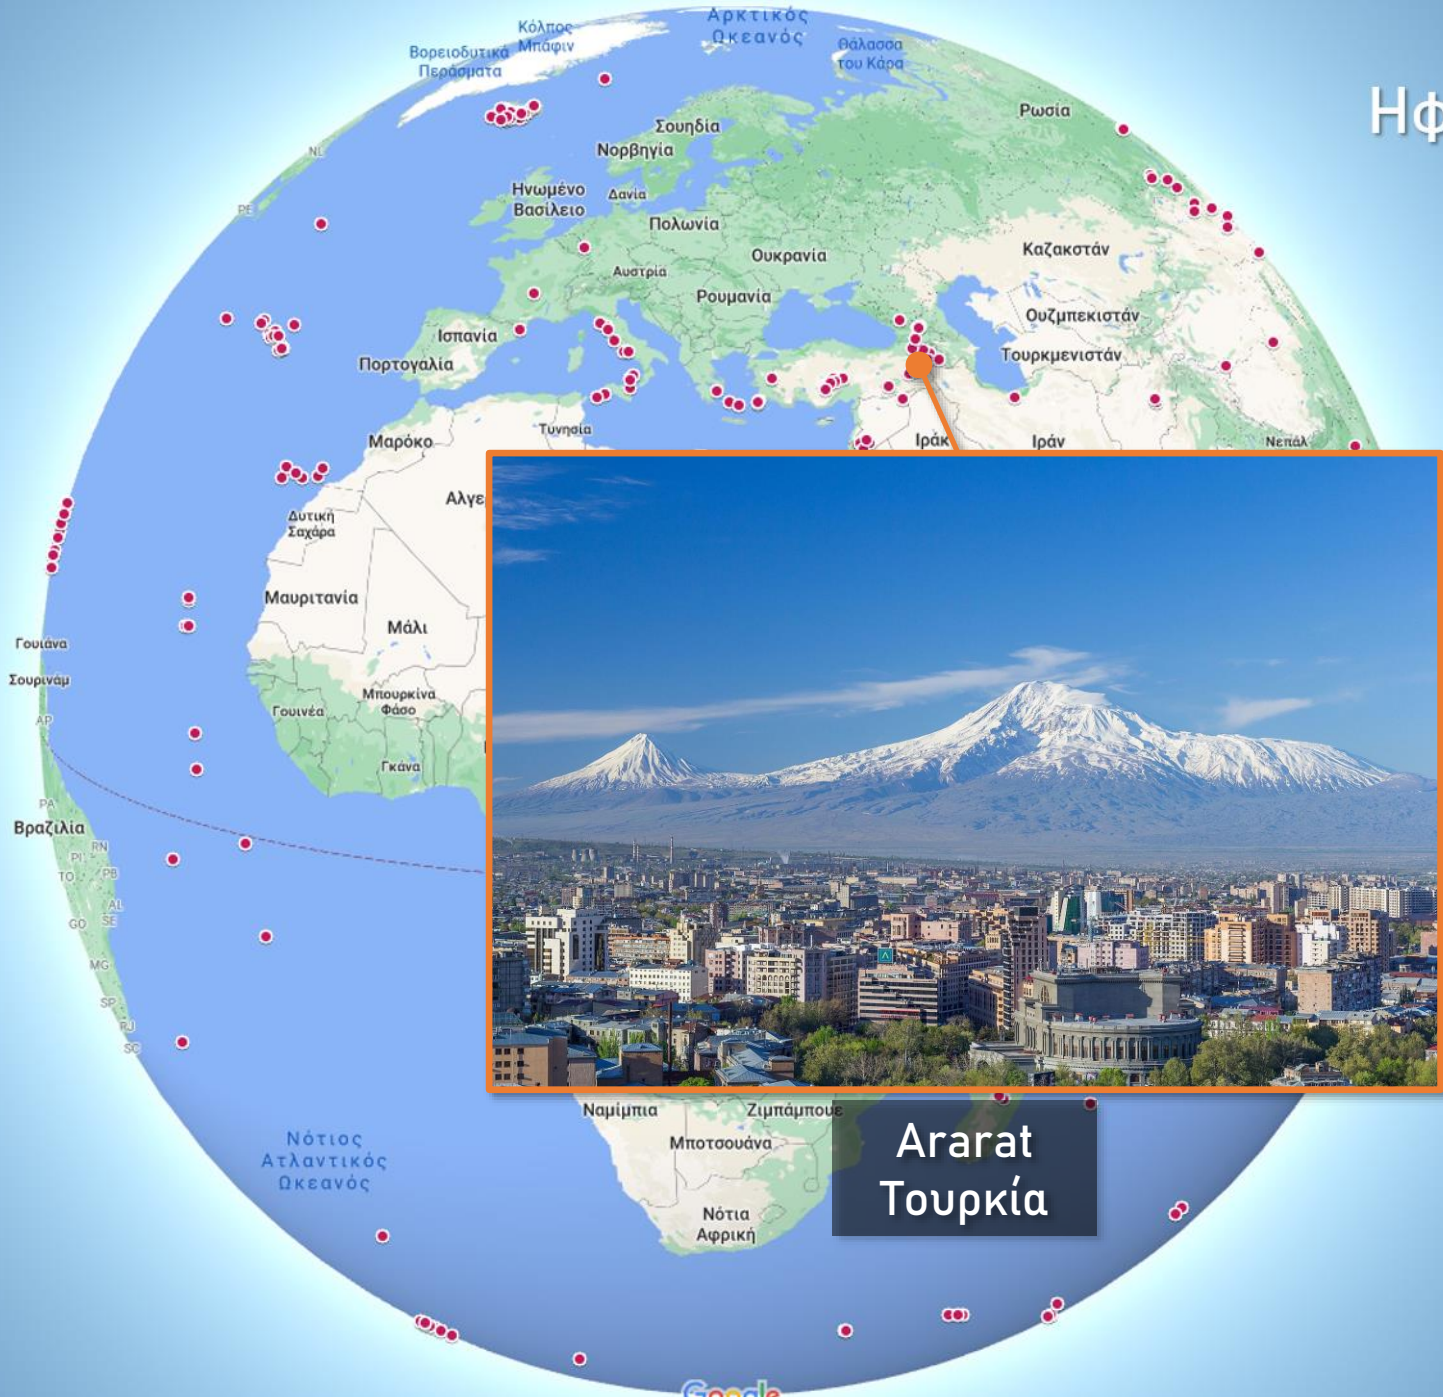 Αρκτικός
Ωκεανός
Κόλπος
Μπάφιν
Βορειοδυτικά
Περάσματα
Θάλασσα
του Κάρα
Ηφ
Ρωσία
Σουηδία
Νορβηγία
NL
Ηνωμένο
Βασίλειο
Δανία
PE
Πολωνία
Ουκρανία
Καζακστάν
Αυστρία
Ρουμανία
Ουζμπεκιστάν
Ισπανία
Τουρκμενιστάν
Πορτογαλία
Τυνησία
Μαρόκο
Ιράκ
Ιράν
Νεπάλ
Αλγε
Δυτική
Σαχάρα
Μαυριτανία
Μάλι
Γουιάνα
Σουρινάμ
Μπουρκίνα
Φάσο
Γουινέα
AP
Γκάνα
PA
Βραζιλία
RN
PI
PB
TO
AL
SE
GO
MG
SP
RJ
SC
Ναμίμπια
Ζιμπάμπουε
Μποτσουάνα
Νότιος
Ατλαντικός
Ωκεανός
Ararat
Τουρκία
Νότια
Αφρική
Google